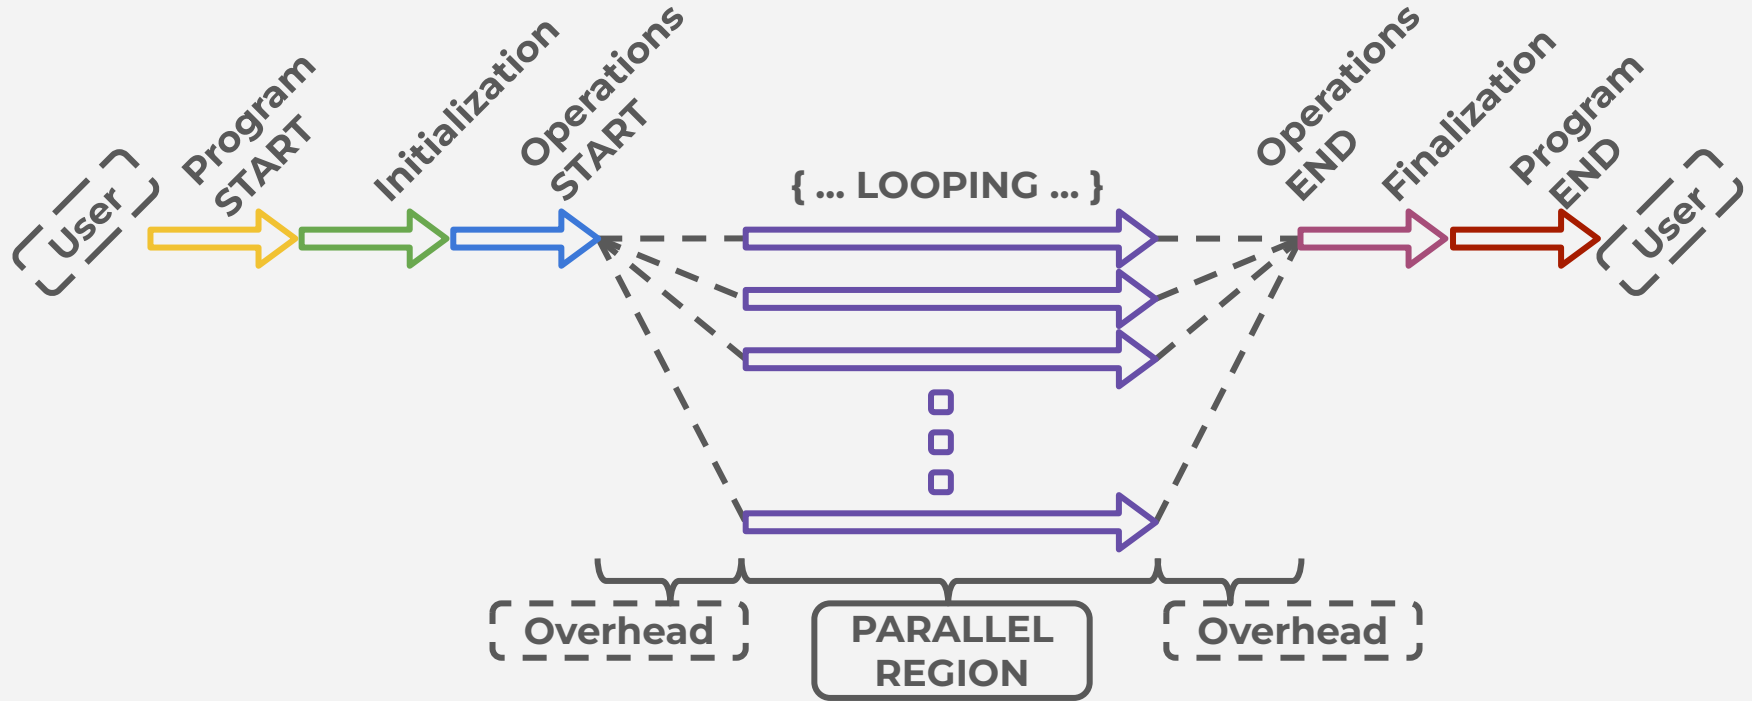 User
Program
START
Initialization
Operations
START
{ ... LOOPING ... }
Operations
END
Finalization
Program
END
User
Overhead
PARALLEL
REGION
Overhead